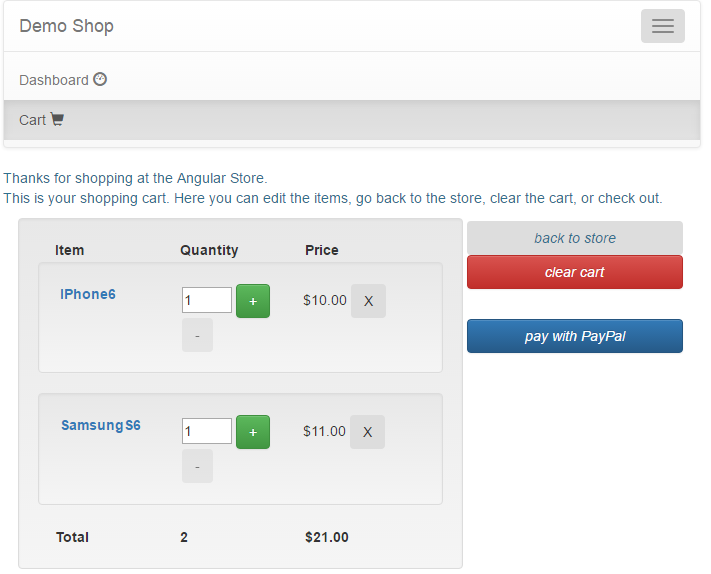 Demo Shop
Dashboard
Cart
Thanks for shopping at the Angular Store.
This is your shopping cart. Here you can edit the items, go back to the store, clear the cart, or check out.
Item Quantity Price
IPhone6 1 + $10.00 X
-
SamsungS6 1 + $11.00 X
-
Total 2 $21.00
back to store
clear cart
pay with PayPal